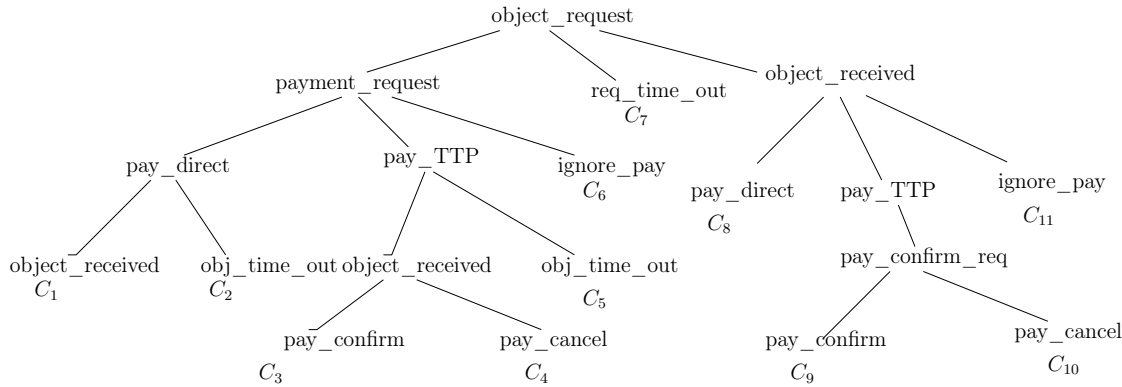 object_request
payment_request
req_time_out
C7
object_received
pay_direct
pay_TTP
ignore_pay
C6
pay_direct
C8
pay_TTP
ignore_pay
C11
object_received
C1
obj_time_out
C2
object_received
obj_time_out
C5
pay_confirm_req
pay_confirm
C3
pay_cancel
C4
pay_confirm
C9
pay_cancel
C10